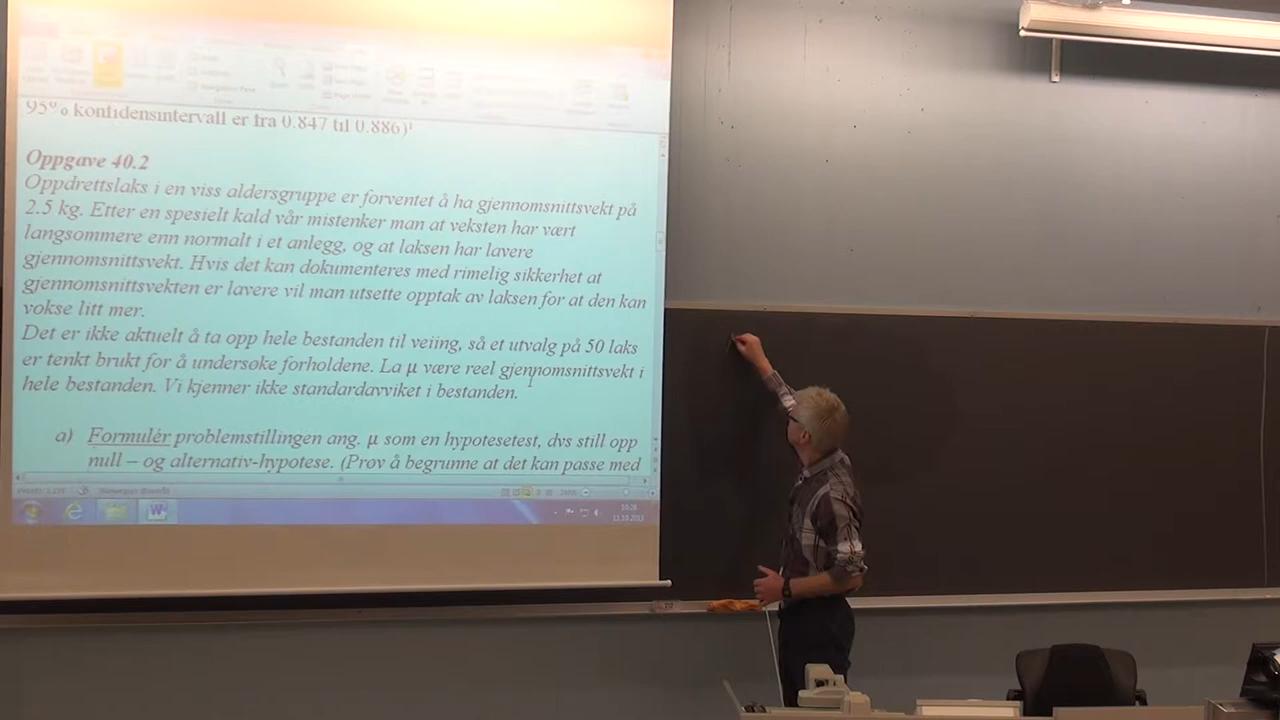 95% konfidensintervall er fra 0.847 til 0.886)
Oppgave 40.2
Oppdrettslaks i en viss aldersgruppe er forventet å ha gjennomsnittsvekt på
2.5 kg. Etter en spesielt kald vår mistenker man at veksten har vært
langsommere enn normalt i et anlegg, og at laksen har lavere
gjennomsnittsvekt. Hvis det kan dokumenteres med rimelig sikkerhet at
gjennomsnittsvekten er lavere vil man utsette opptak av laksen for at den kan
vokse litt mer.
Det er ikke aktuelt å ta opp hele bestanden til veiing, så et utvalg på 50 laks
er tenkt brukt for å undersøke forholdene. La μ være reel gjennomsnittsvekt i
hele bestanden. Vi kjenner ikke standardavviket i bestanden.
a) Formulér problemstillingen ang. μ som en hypotesetest, dvs still opp
null – og alternativ-hypotese. (Prøv å begrunne at det kan passe med